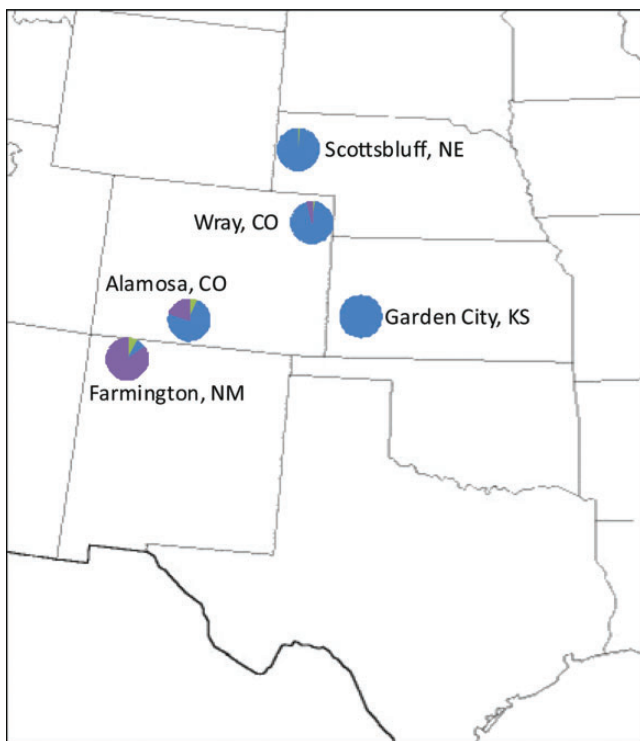 Scottsbluff, NE
Wray, CO
Alamosa, CO
Garden City, KS
Farmington, NM